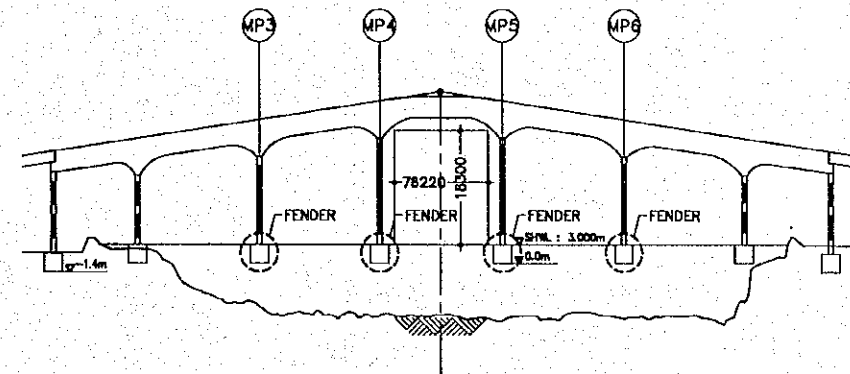 MP3 MP4 MP5 MP6
78220
18300
FENDER FENDER FENDER FENDER
SHWL : 3.000m
0.0m
-1.4m